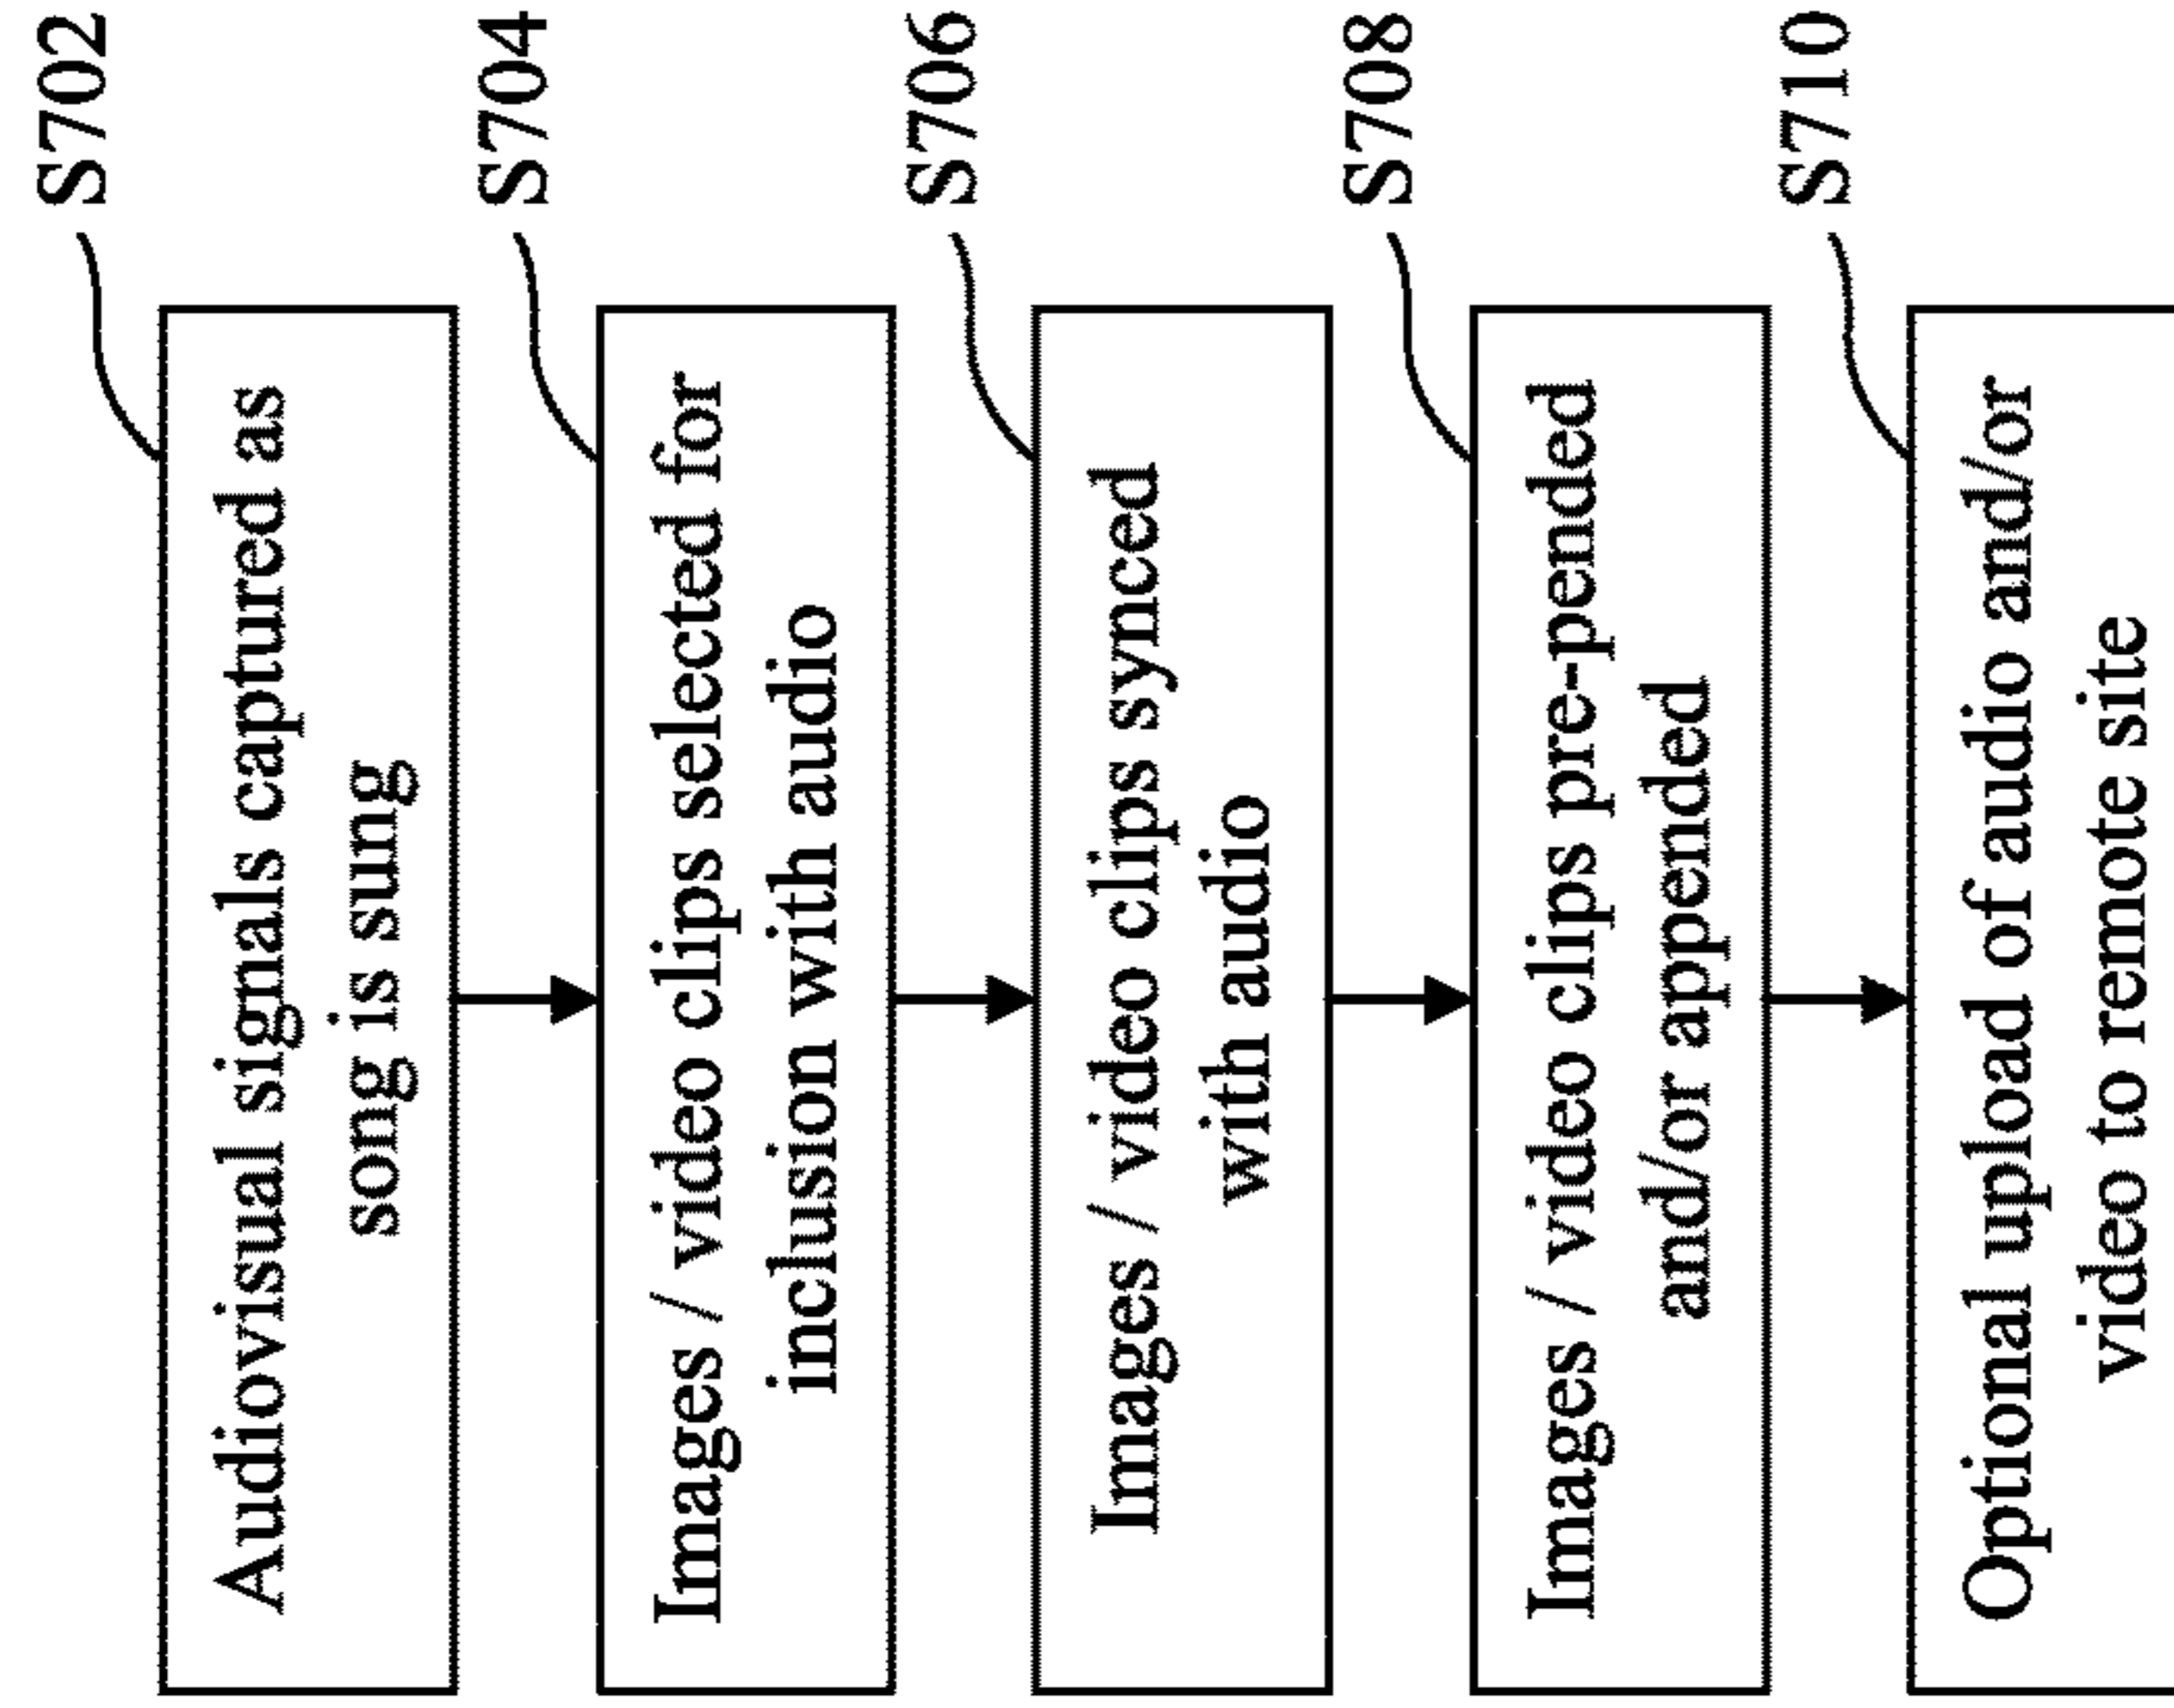 S702
Audiovisual signals captured as
song is sung
S704
Images / video clips selected for
inclusion with audio
S706
Images / video clips synced
with audio
S708
Images / video clips pre-pended
and/or appended
S710
Optional upload of audio and/or
video to remote site